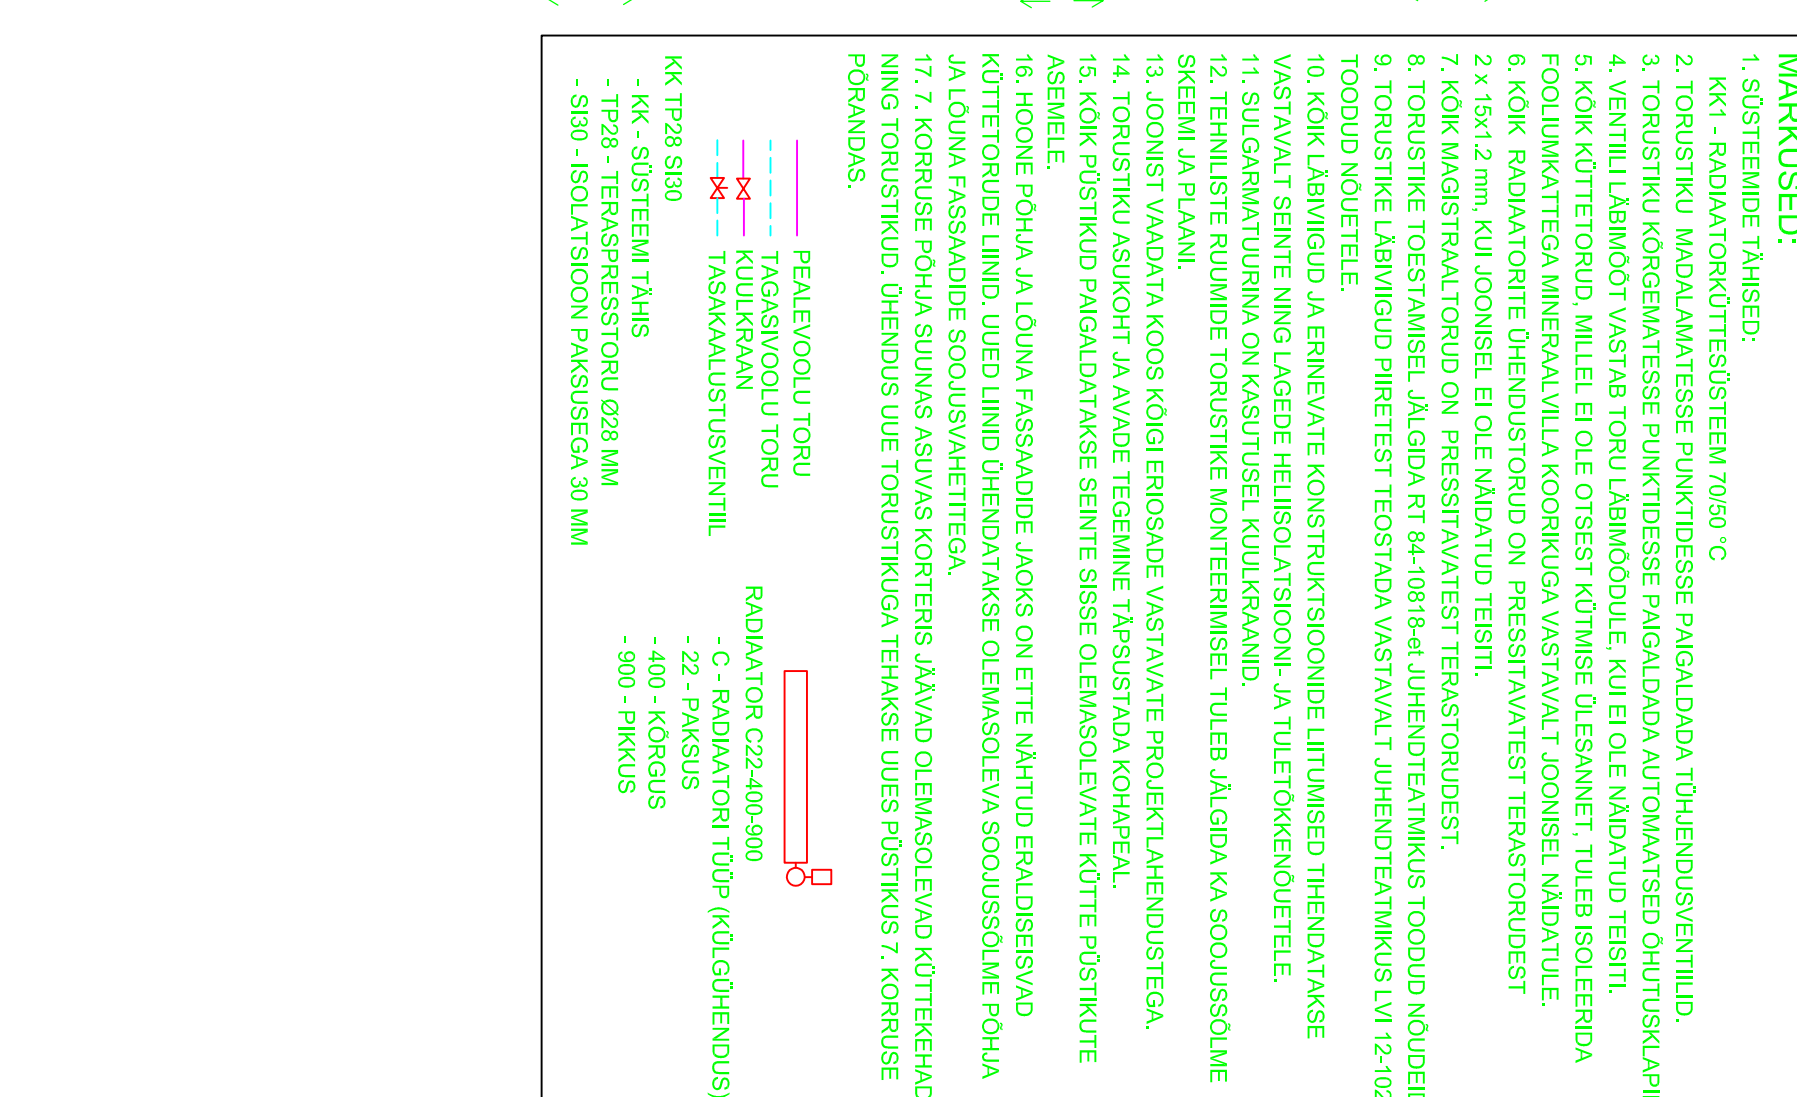 MÄRKUSED:
1. SÜSTEEMIDE TÄHISED:
KK1 - RADIAATORKÜTTESÜSTEEM 70/50 °C
2. TORUSTIKU MADALAMATESSE PUNKTIDESSE PAIGALDADA TÜHJENDUSVENTIILID.
3. TORUSTIKU KÕRGEMATESSE PUNKTIDESSE PAIGALDADA AUTOMAATSED ÕHUTUSKLAPI
4. VENTIILI LÄBIMÕÕT VASTAB TORU LÄBIMÕÕDULE, KUI EI OLE NÄIDATUD TEISITI.
5. KÕIK KÜTTETORUD, MILLEL EI OLE OTSEST KÜTMISE ÜLESANNET, TULEB ISOLEERIDA
FOOLIUMKATTEGA MINERAALVILLA KOORIKUGA VASTAVALT JOONISEL NÄIDATULE.
6. KÕIK RADIAATORITE ÜHENDUSTORUD ON PRESSITAVATEST TERASTORUDEST
2 x 15x1.2 mm, KUI JOONISEL EI OLE NÄIDATUD TEISITI.
7. KÕIK MAGISTRAALTORUD ON PRESSITAVATEST TERASTORUDEST.
8. TORUSTIKE TOESTAMISEL JÄLGIDA RT 84-10818-et JUHENDTEATMIKUS TOODUD NÕUDEI
9. TORUSTIKE LÄBIVIIGUD PIIRETEST TEOSTADA VASTAVALT JUHENDTEATMIKUS LVI 12-102
TOODUD NÕUETELE.
10. KÕIK LÄBIVIIGUD JA ERINEVATE KONSTRUKTSIOONIDE LIITUMISED TIHENDATAKSE
VASTAVALT SEINTE NING LAGEDE HELIISOLATSIOONI- JA TULETÕKKENÕUETELE.
11. SULGARMATUURINA ON KASUTUSEL KUULKRAANID.
12. TEHNILISTE RUUMIDE TORUSTIKE MONTEERIMISEL TULEB JÄLGIDA KA SOOJUSSÕLME
SKEEMI JA PLAANI.
13. JOONIST VAADATA KOOS KÕIGI ERIOSADE VASTAVATE PROJEKTLAHENDUSTEGA.
14. TORUSTIKU ASUKOHT JA AVADE TEGEMINE TÄPSUSTADA KOHAPEAL.
15. KÕIK PÜSTIKUD PAIGALDATAKSE SEINTE SISSE OLEMASOLEVATE KÜTTE PÜSTIKUTE
ASEMELE.
16. HOONE PÕHJA JA LÕUNA FASSAADIDE JAOKS ON ETTE NÄHTUD ERALDISEISVAD
KÜTTETORUDE LIINID. UUED LIINID ÜHENDATAKSE OLEMASOLEVA SOOJUSSÕLME PÕHJA
JA LÕUNA FASSAADIDE SOOJUSVAHETITEGA.
17. 7. KORRUSE PÕHJA SUUNAS ASUVAS KORTERIS JÄÄVAD OLEMASOLEVAD KÜTTEKEHAD
NING TORUSTIKUD. ÜHENDUS UUE TORUSTIKUGA TEHAKSE UUES PÜSTIKUS 7. KORRUSE
PÕRANDAS.
PEALEVOOLU TORU
TAGASIVOOLU TORU
KUULKRAAN
TASAKAALUSTUSVENTIIL
KK TP28 SI30
- KK - SÜSTEEMI TÄHIS
- TP28 - TERASPRESSTORU Ø28 MM
- SI30 - ISOLATSIOON PAKSUSEGA 30 MM
RADIAATOR C22-400-900
- C - RADIAATORI TÜÜP (KÜLGÜHENDUS)
- 22 - PAKSUS
- 400 - KÕRGUS
- 900 - PIKKUS